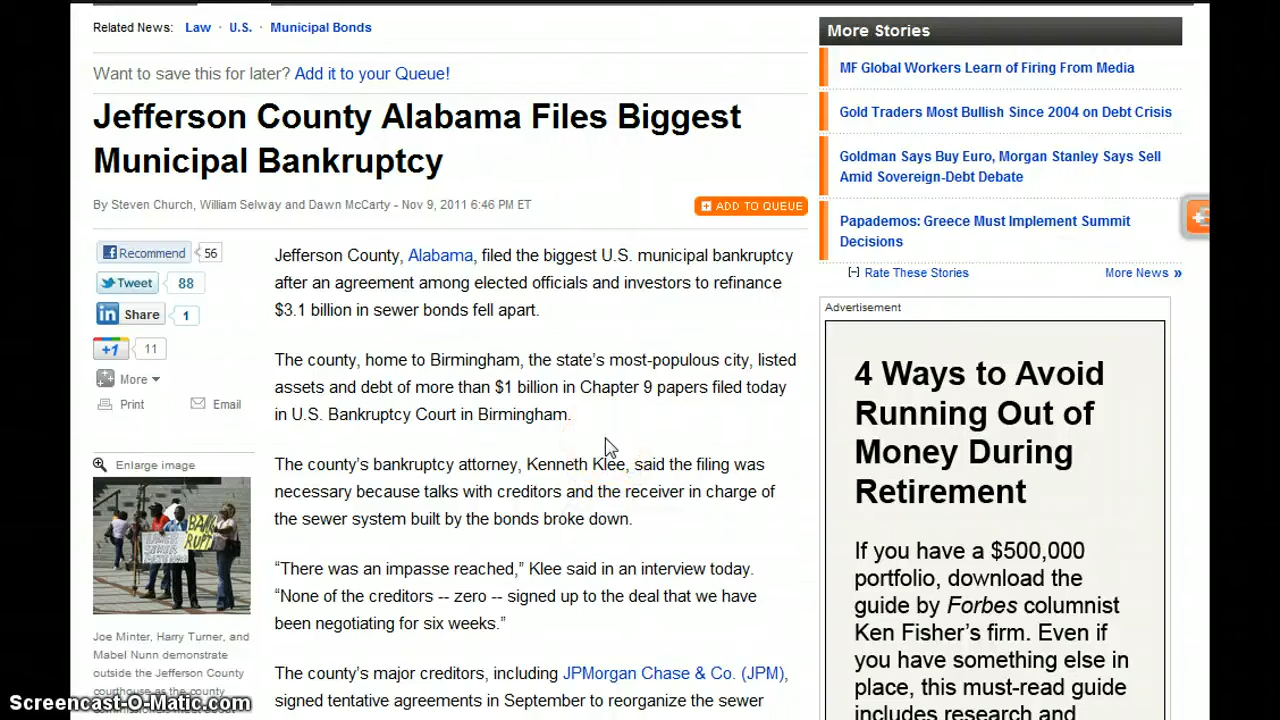 Related News: Law · U.S. · Municipal Bonds
Want to save this for later? Add it to your Queue!
Jefferson County Alabama Files Biggest
Municipal Bankruptcy
By Steven Church, William Selway and Dawn McCarty - Nov 9, 2011 6:46 PM ET
ADD TO QUEUE
Recommend 56
Tweet 88
in Share 1
+1 11
More
Print Email
Enlarge image
BANK
RUPT
Joe Minter, Harry Turner, and
Mabel Nunn demonstrate
outside the Jefferson County
courthouse as the county
Jefferson County, Alabama, filed the biggest U.S. municipal bankruptcy
after an agreement among elected officials and investors to refinance
$3.1 billion in sewer bonds fell apart.
The county, home to Birmingham, the state's most-populous city, listed
assets and debt of more than $1 billion in Chapter 9 papers filed today
in U.S. Bankruptcy Court in Birmingham.
The county's bankruptcy attorney, Kenneth Klee, said the filing was
necessary because talks with creditors and the receiver in charge of
the sewer system built by the bonds broke down.
“There was an impasse reached,” Klee said in an interview today.
“None of the creditors -- zero -- signed up to the deal that we have
been negotiating for six weeks.”
The county's major creditors, including JPMorgan Chase & Co. (JPM),
signed tentative agreements in September to reorganize the sewer
More Stories
MF Global Workers Learn of Firing From Media
Gold Traders Most Bullish Since 2004 on Debt Crisis
Goldman Says Buy Euro, Morgan Stanley Says Sell
Amid Sovereign-Debt Debate
Papademos: Greece Must Implement Summit
Decisions
Rate These Stories More News »
Advertisement
4 Ways to Avoid
Running Out of
Money During
Retirement
If you have a $500,000
portfolio, download the
guide by Forbes columnist
Ken Fisher's firm. Even if
you have something else in
place, this must-read guide
includes research and
Screencast-O-Matic.com